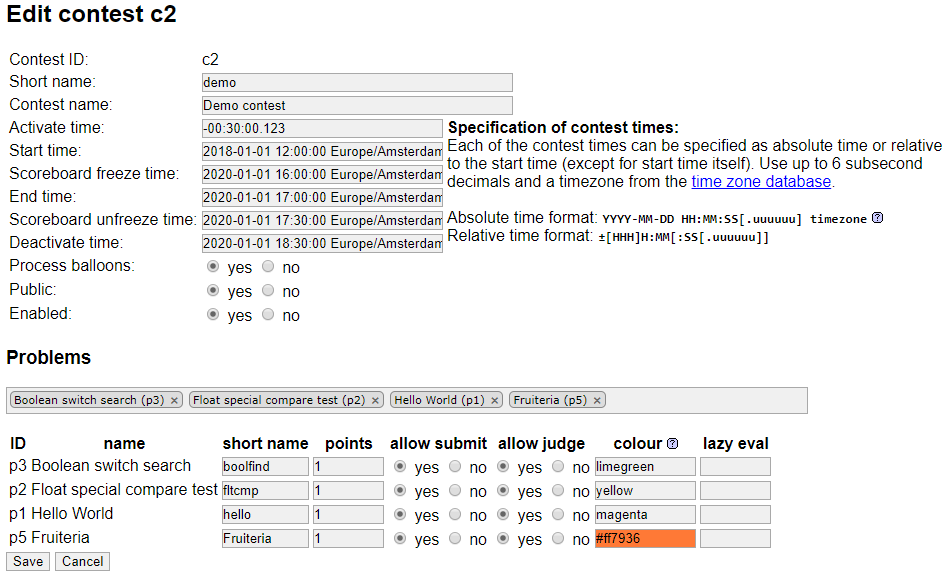 Edit contest c2
Contest ID: c2
Short name: demo
Contest name: Demo contest
Activate time: -00:30:00.123
Start time: 2018-01-01 12:00:00 Europe/Amsterdam
Scoreboard freeze time: 2020-01-01 16:00:00 Europe/Amsterdam
End time: 2020-01-01 17:00:00 Europe/Amsterdam
Scoreboard unfreeze time: 2020-01-01 17:30:00 Europe/Amsterdam
Deactivate time: 2020-01-01 18:30:00 Europe/Amsterdam
Process balloons: yes no
Public: yes no
Enabled: yes no
Specification of contest times:
Each of the contest times can be specified as absolute time or relative
to the start time (except for start time itself). Use up to 6 subsecond
decimals and a timezone from the time zone database.
Absolute time format: YYYY-MM-DD HH:MM:SS[.uuuuuu] timezone ?
Relative time format: ±[HHH]H:MM[:SS[.uuuuuu]]
Problems
Boolean switch search (p3) × Float special compare test (p2) × Hello World (p1) × Fruiteria (p5) ×
ID name short name points allow submit allow judge colour ? lazy eval
p3 Boolean switch search boolfind 1 yes no yes no limegreen
p2 Float special compare test fltcmp 1 yes no yes no yellow
p1 Hello World hello 1 yes no yes no magenta
p5 Fruiteria Fruiteria 1 yes no yes no #ff7936
Save Cancel